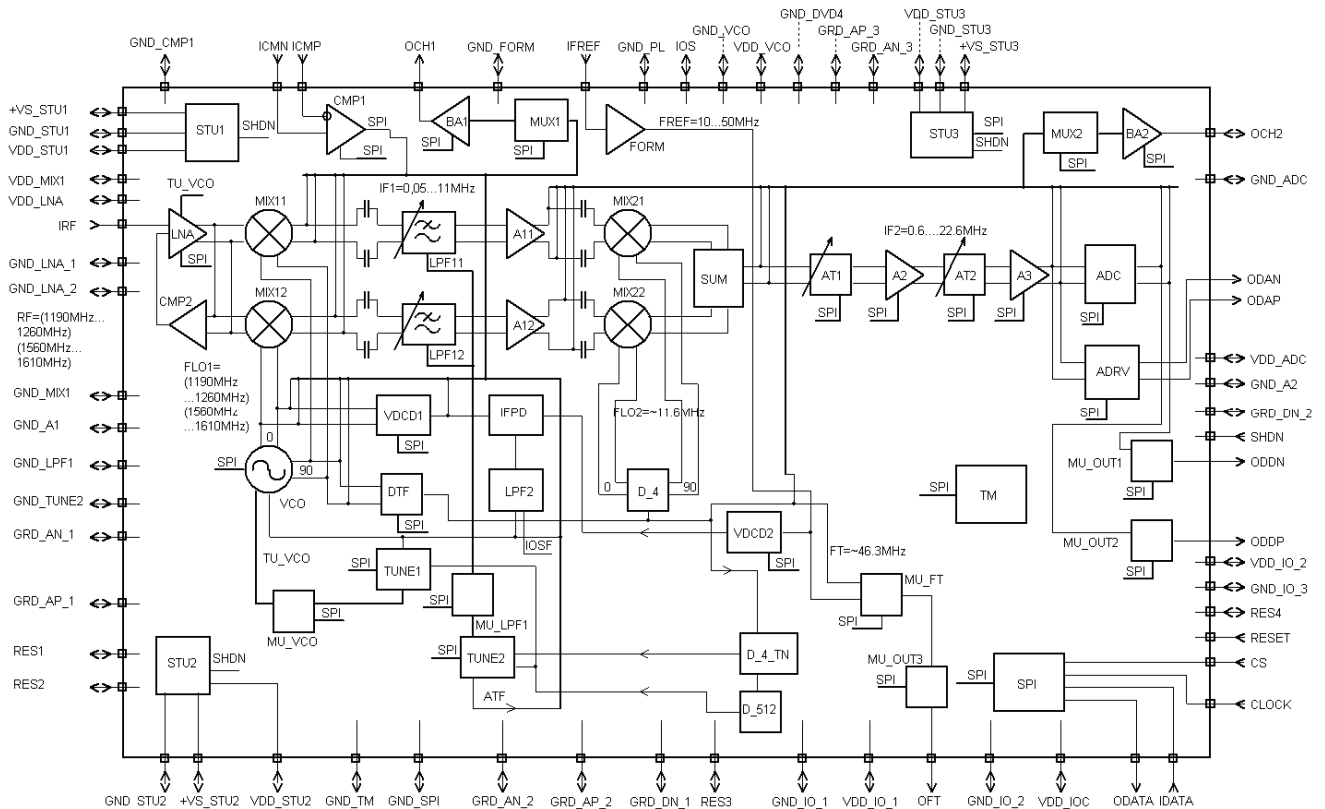 GND_DVD4 VDD_STU3
GND_VCO GRD_AP_3 GND_STU3
GND_CMP1 ICMN ICMP OCH1 GND_FORM IFREF GND_PL IOS VDD_VCO GRD_AN_3 +VS_STU3
+VS_STU1
GND_STU1
VDD_STU1
STU1
SHDN
CMP1
SPI
SPI
BA1
SPI
MUX1
SPI
FORM
FREF=10...50MHz
STU3
SPI
SHDN
MUX2
SPI
BA2
SPI
OCH2
GND_ADC
VDD_MIX1
VDD_LNA
IRF
GND_LNA_1
GND_LNA_2
TU_VCO
LNA
SPI
CMP2
MIX11
MIX12
IF1=0,05...11MHz
LPF11
LPF12
A11
A12
MIX21
MIX22
SUM
IF2=0.6....22.6MHz
AT1
SPI
A2
SPI
AT2
SPI
A3
SPI
ADC
SPI
ADRV
SPI
ODAN
ODAP
VDD_ADC
GND_A2
GRD_DN_2
SHDN
ODDN
RF=(1190MHz...
1260MHz)
(1560MHz...
1610MHz)
FLO1=
(1190MHz
...1260MHz)
(1560MHz
...1610MHz)
GND_MIX1
GND_A1
GND_LPF1
GND_TUNE2
GRD_AN_1
GRD_AP_1
RES1
RES2
0
90
SPI
VCO
TU_VCO
VDCD1
SPI
IFPD
DTF
SPI
LPF2
IOSF
FLO2=~11.6MHz
0
D_4
90
VDCD2
SPI
FT=~46.3MHz
SPI
TM
MU_OUT1
SPI
MU_OUT2
SPI
ODDP
VDD_IO_2
GND_IO_3
RES4
RESET
CS
CLOCK
SPI
TUNE1
SPI
MU_VCO
SPI
MU_LPF1
SPI
TUNE2
ATF
D_4_TN
D_512
MU_FT
SPI
MU_OUT3
SPI
SPI
SPI
STU2
SHDN
GND_STU2 +VS_STU2 VDD_STU2 GND_TM GND_SPI GRD_AN_2 GRD_AP_2 GRD_DN_1 RES3 GND_IO_1 VDD_IO_1 OFT GND_IO_2 VDD_IOC ODATA IDATA